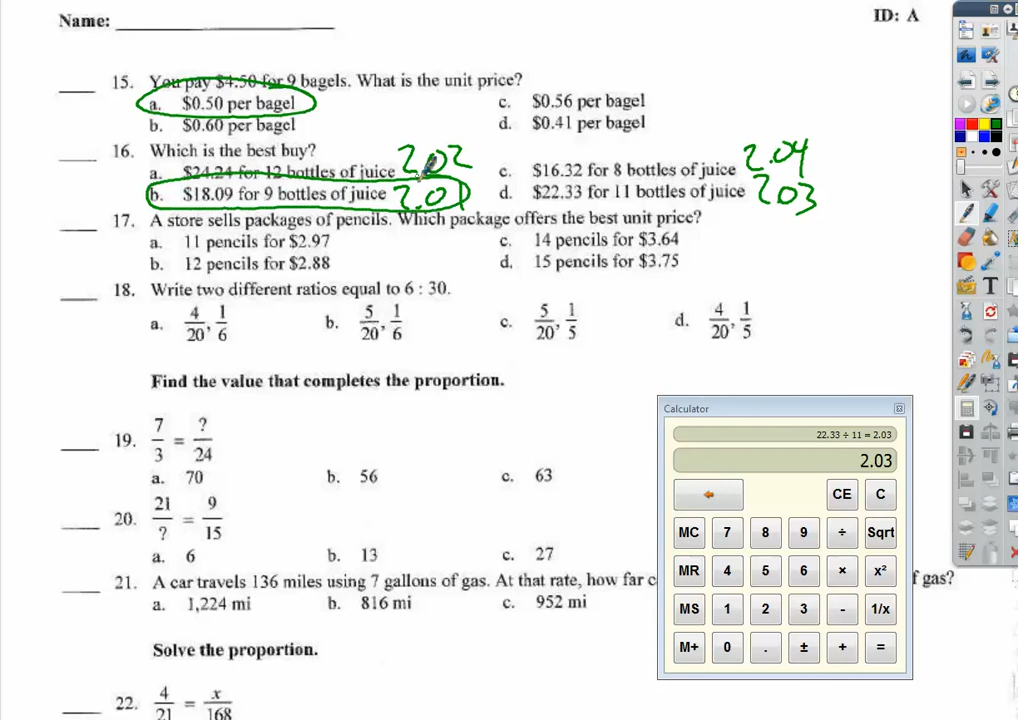 Name: ____________ ID: A
____ 15. You pay $4.50 for 9 bagels. What is the unit price?
a. $0.50 per bagel c. $0.56 per bagel
b. $0.60 per bagel d. $0.41 per bagel
____ 16. Which is the best buy?
a. $24.24 for 12 bottles of juice 2.02 c. $16.32 for 8 bottles of juice 2.04
b. $18.09 for 9 bottles of juice 2.01 d. $22.33 for 11 bottles of juice 2.03
____ 17. A store sells packages of pencils. Which package offers the best unit price?
a. 11 pencils for $2.97 c. 14 pencils for $3.64
b. 12 pencils for $2.88 d. 15 pencils for $3.75
____ 18. Write two different ratios equal to 6 : 30.
a. 4/20, 1/6 b. 5/20, 1/6 c. 5/20, 1/5 d. 4/20, 1/5
Find the value that completes the proportion.
____ 19. 7/3 = ?/24
a. 70 b. 56 c. 63
____ 20. 21/? = 9/15
a. 6 b. 13 c. 27
____ 21. A car travels 136 miles using 7 gallons of gas. At that rate, how far c f gas?
a. 1,224 mi b. 816 mi c. 952 mi
Solve the proportion.
____ 22. 4/21 = x/168
Calculator
22.33 ÷ 11 = 2.03
2.03
CE C
MC 7 8 9 ÷ Sqrt
MR 4 5 6 × x²
MS 1 2 3 - 1/x
M+ 0 . ± + =
T